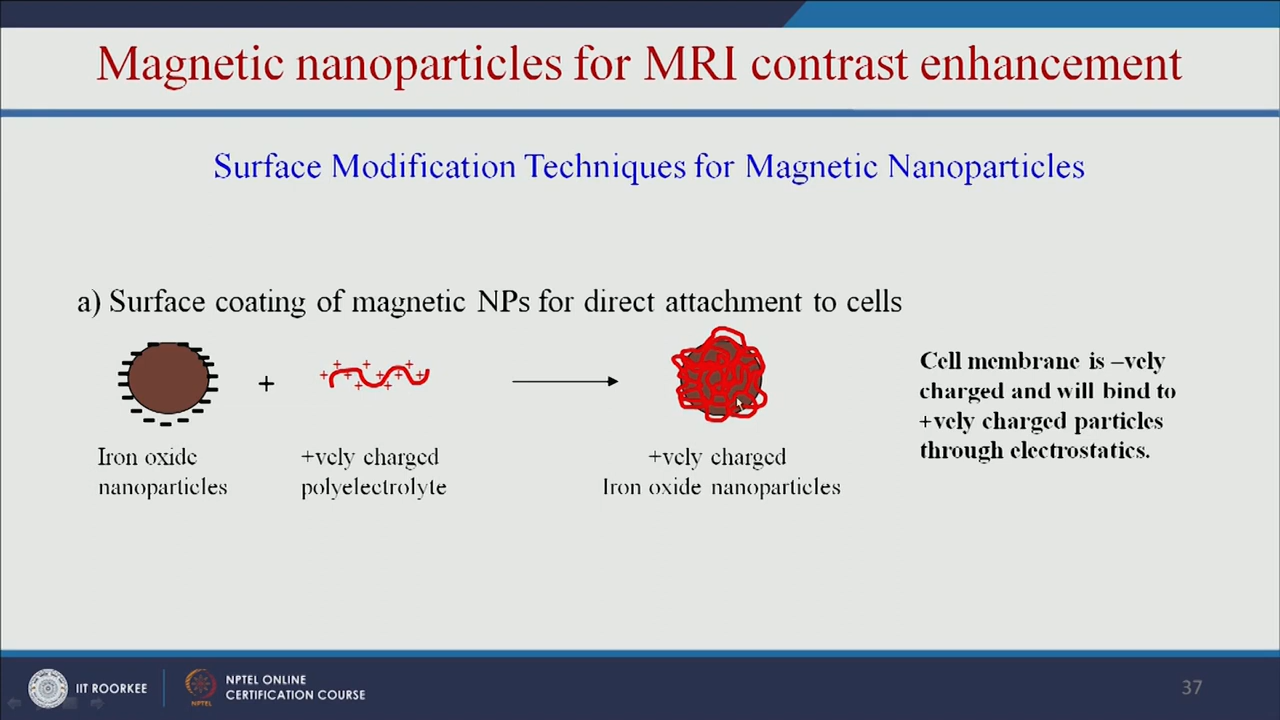 Magnetic nanoparticles for MRI contrast enhancement
Surface Modification Techniques for Magnetic Nanoparticles
a) Surface coating of magnetic NPs for direct attachment to cells
+
+ + + + + + + + + +
Iron oxide
nanoparticles
+vely charged
polyelectrolyte
+vely charged
Iron oxide nanoparticles
Cell membrane is –vely
charged and will bind to
+vely charged particles
through electrostatics.
IIT ROORKEE
NPTEL
NPTEL ONLINE
CERTIFICATION COURSE
37